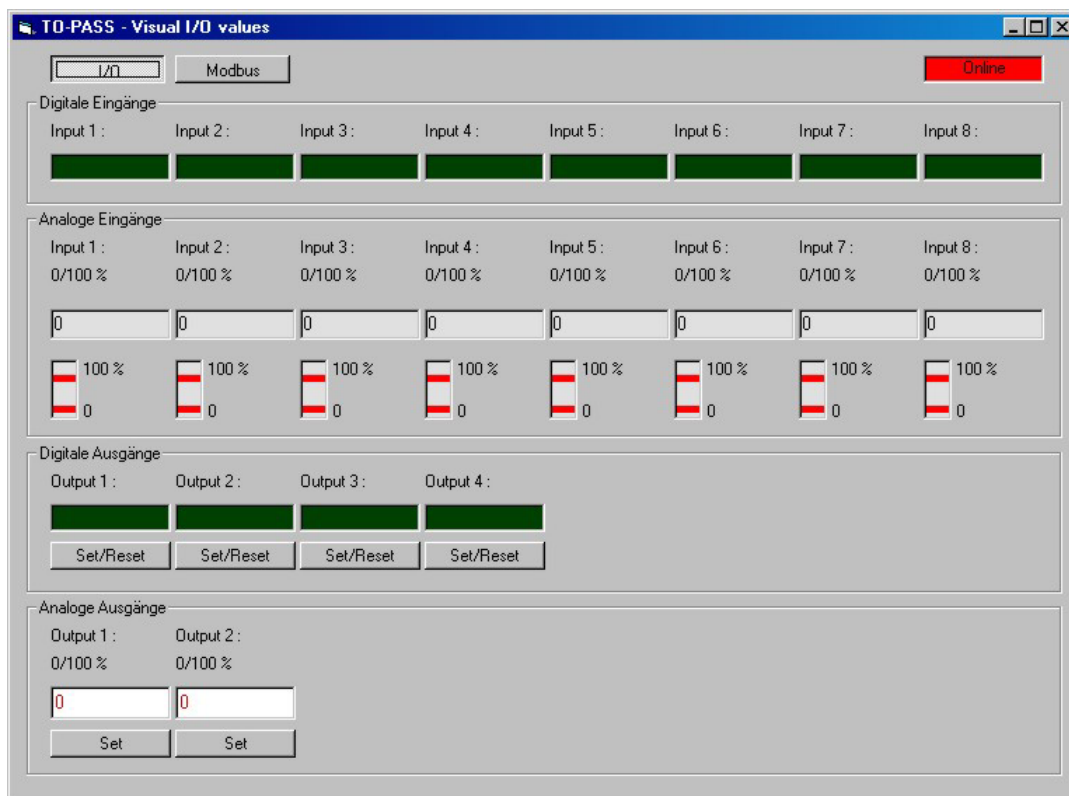 TO-PASS - Visual I/O values
I/O Modbus Online
Digitale Eingänge
Input 1 : Input 2 : Input 3 : Input 4 : Input 5 : Input 6 : Input 7 : Input 8 :
Analoge Eingänge
Input 1 : Input 2 : Input 3 : Input 4 : Input 5 : Input 6 : Input 7 : Input 8 :
0/100 % 0/100 % 0/100 % 0/100 % 0/100 % 0/100 % 0/100 % 0/100 %
0 0 0 0 0 0 0 0
100 % 100 % 100 % 100 % 100 % 100 % 100 % 100 %
0 0 0 0 0 0 0 0
Digitale Ausgänge
Output 1 : Output 2 : Output 3 : Output 4 :
Set/Reset Set/Reset Set/Reset Set/Reset
Analoge Ausgänge
Output 1 : Output 2 :
0/100 % 0/100 %
0 0
Set Set